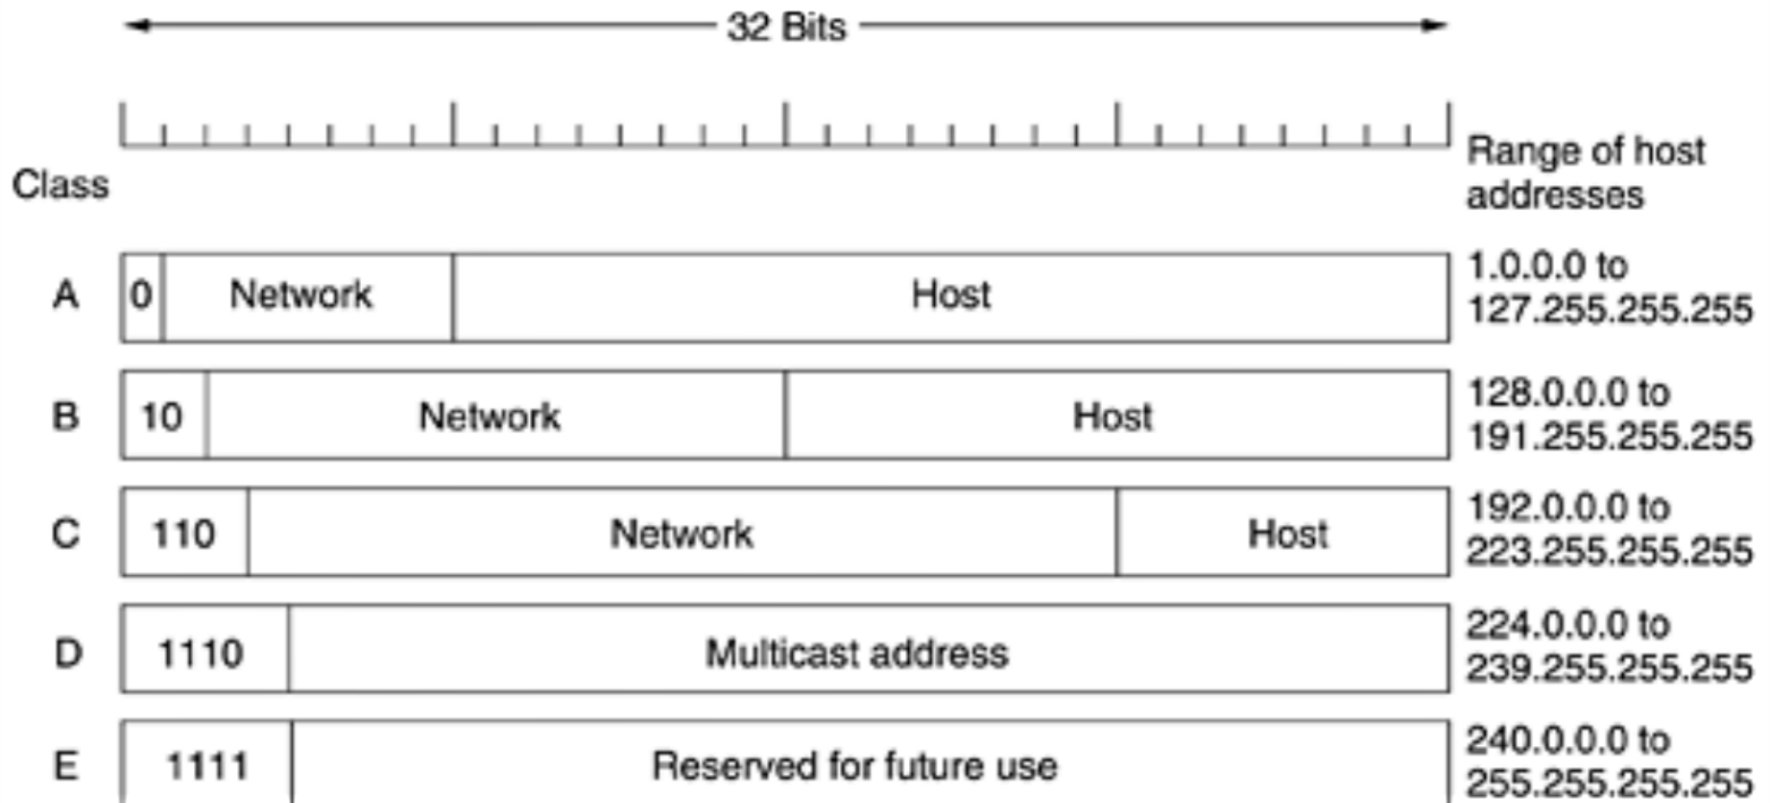 32 Bits
Class
Range of host
addresses
A
0
Network
Host
1.0.0.0 to
127.255.255.255
B
10
Network
Host
128.0.0.0 to
191.255.255.255
C
110
Network
Host
192.0.0.0 to
223.255.255.255
D
1110
Multicast address
224.0.0.0 to
239.255.255.255
E
1111
Reserved for future use
240.0.0.0 to
255.255.255.255